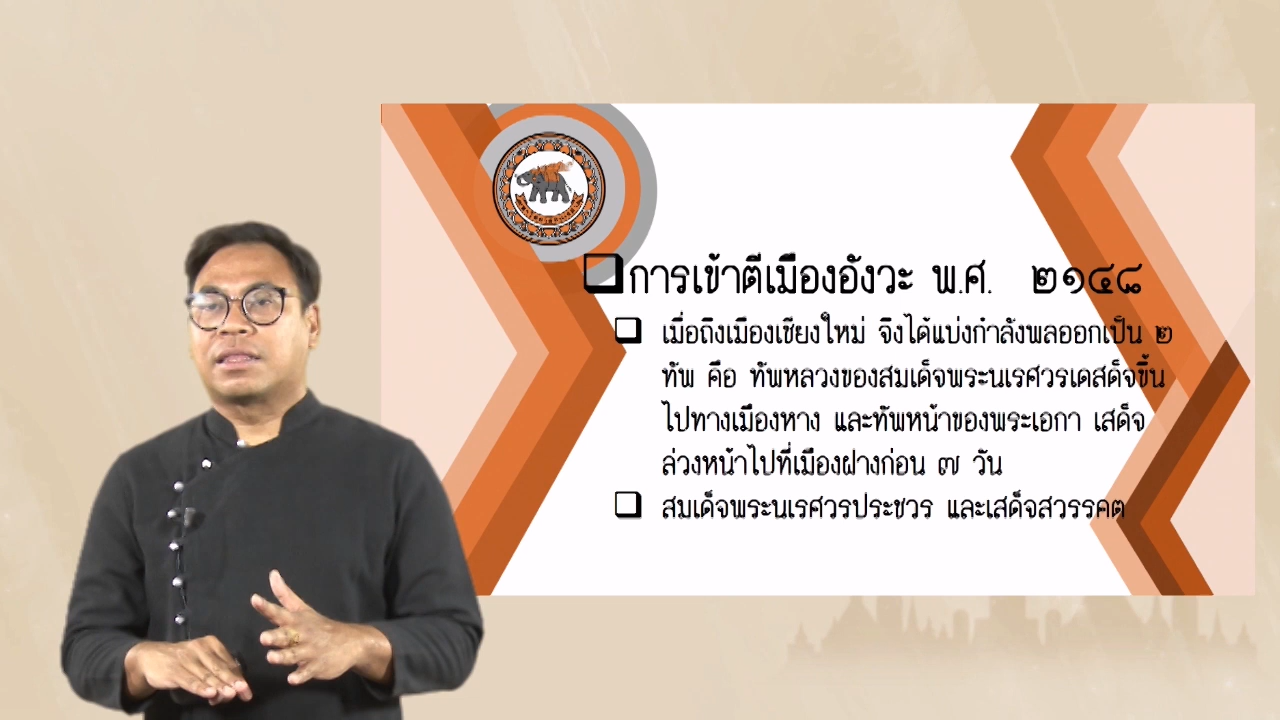 การเข้าตีเมืองอังวะ พ.ศ. ๒๑๔๘
เมื่อถึงเมืองเชียงใหม่ จึงได้แบ่งกำลังพลออกเป็น ๒
ทัพ คือ ทัพหลวงของสมเด็จพระนเรศวรเดสด็จขึ้น
ไปทางเมืองหาง และทัพหน้าของพระเอกา เสด็จ
ล่วงหน้าไปที่เมืองฝางก่อน ๗ วัน
สมเด็จพระนเรศวรประชวร และเสด็จสวรรคต